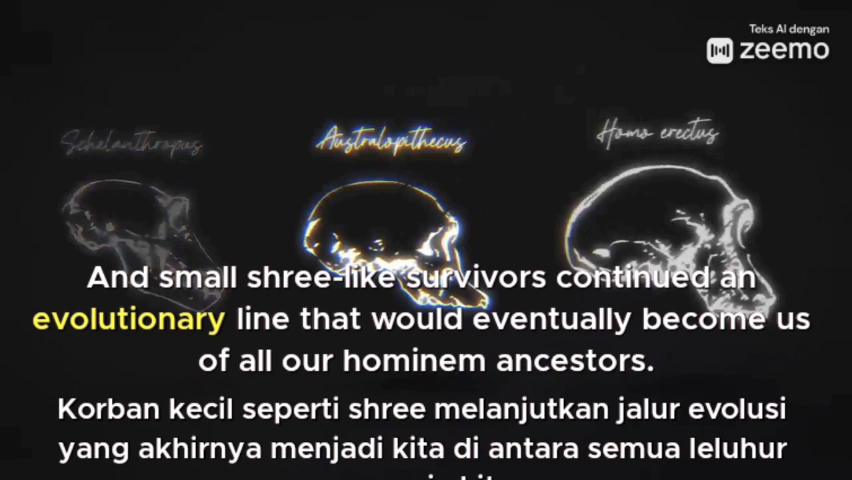 Teks AI dengan
zeemo
Australopithecus
Homo erectus
And small shree-like survivors continued an
evolutionary line that would eventually become us
of all our hominem ancestors.
Korban kecil seperti shree melanjutkan jalur evolusi
yang akhirnya menjadi kita di antara semua leluhur